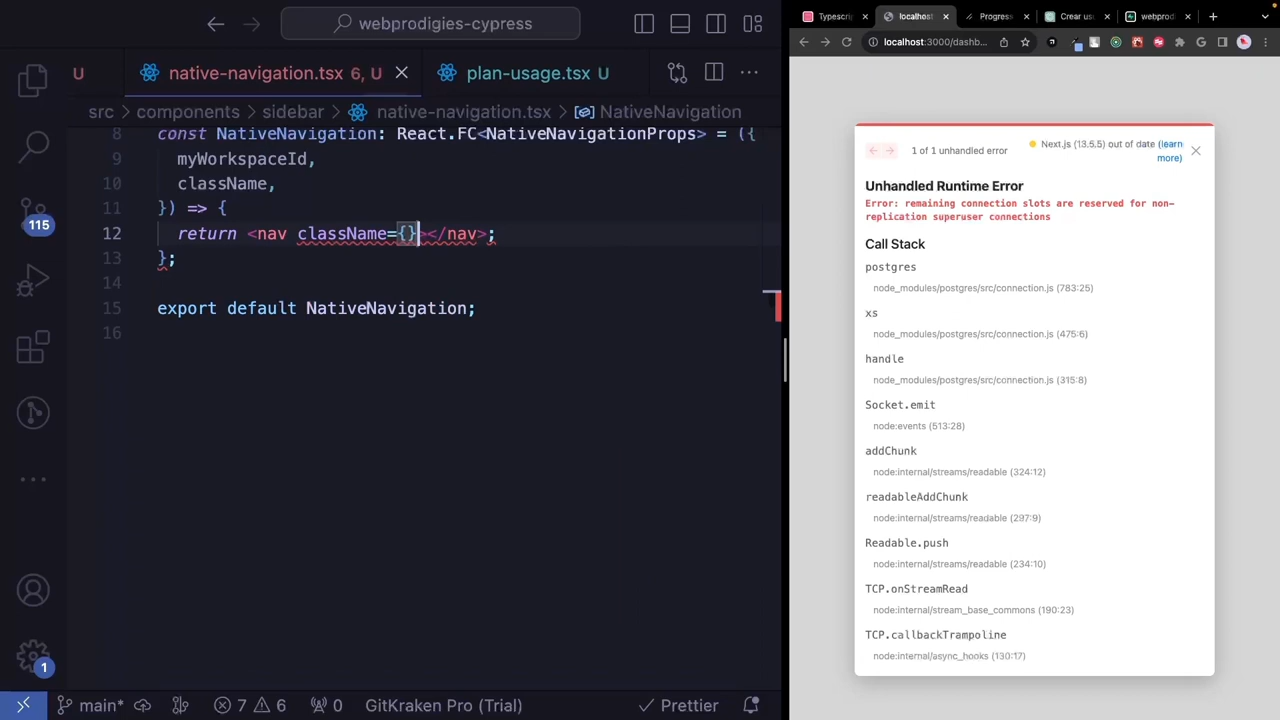 webprodigies-cypress
U
native-navigation.tsx 6, U
plan-usage.tsx U
src > components > sidebar > native-navigation.tsx > NativeNavigation
8 const NativeNavigation: React.FC<NativeNavigationProps> = ({
9 myWorkspaceId,
10 className,
11 }) => {
12 return <nav className={}></nav>;
13 };
14
15 export default NativeNavigation;
16
115
1
main*
7 6
0
GitKraken Pro (Trial)
Prettier
Typescrip
localhost
Progress
Crear use
webprod
localhost:3000/dashb...
1 of 1 unhandled error
Next.js (13.5.5) out of date (learn
more)
Unhandled Runtime Error
Error: remaining connection slots are reserved for non-
replication superuser connections
Call Stack
postgres
node_modules/postgres/src/connection.js (783:25)
xs
node_modules/postgres/src/connection.js (475:6)
handle
node_modules/postgres/src/connection.js (315:8)
Socket.emit
node:events (513:28)
addChunk
node:internal/streams/readable (324:12)
readableAddChunk
node:internal/streams/readable (297:9)
Readable.push
node:internal/streams/readable (234:10)
TCP.onStreamRead
node:internal/stream_base_commons (190:23)
TCP.callbackTrampoline
node:internal/async_hooks (130:17)